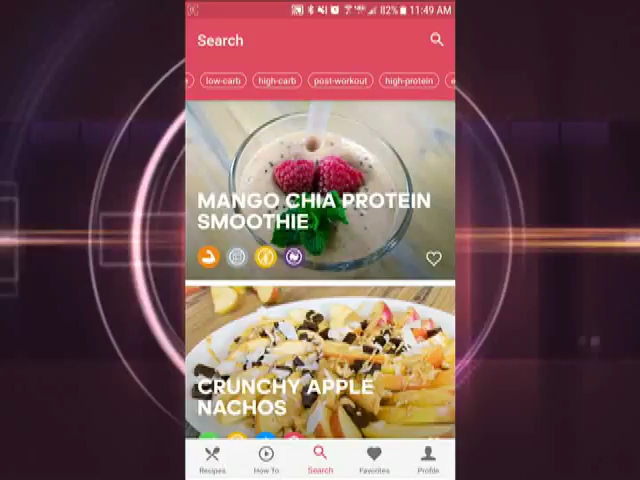 82% 11:49 AM
Search
low-carb high-carb post-workout high-protein
MANGO CHIA PROTEIN
SMOOTHIE
CRUNCHY APPLE
NACHOS
Recipes How To Search Favorites Profile